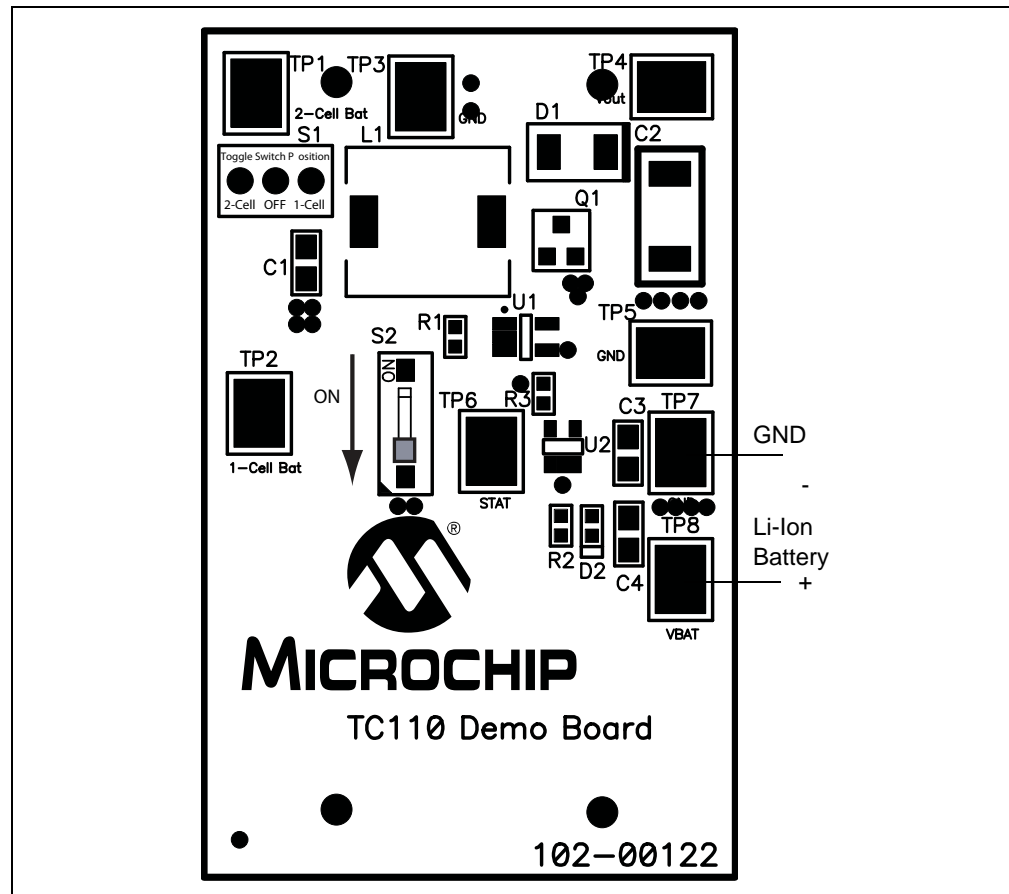 TP1
TP3
TP4
Vout
2-Cell Bat
GND
D1
S1
L1
C2
Toggle Switch P osition
2-Cell OFF 1-Cell
Q1
C1
U1
TP5
R1
S2
GND
TP2
ON
ON
TP6
R3
C3
TP7
GND
U2
1-Cell Bat
-
STAT
TP8
Li-Ion
Battery
+
®
R2
D2
C4
VBAT
MICROCHIP
TC110 Demo Board
102-00122